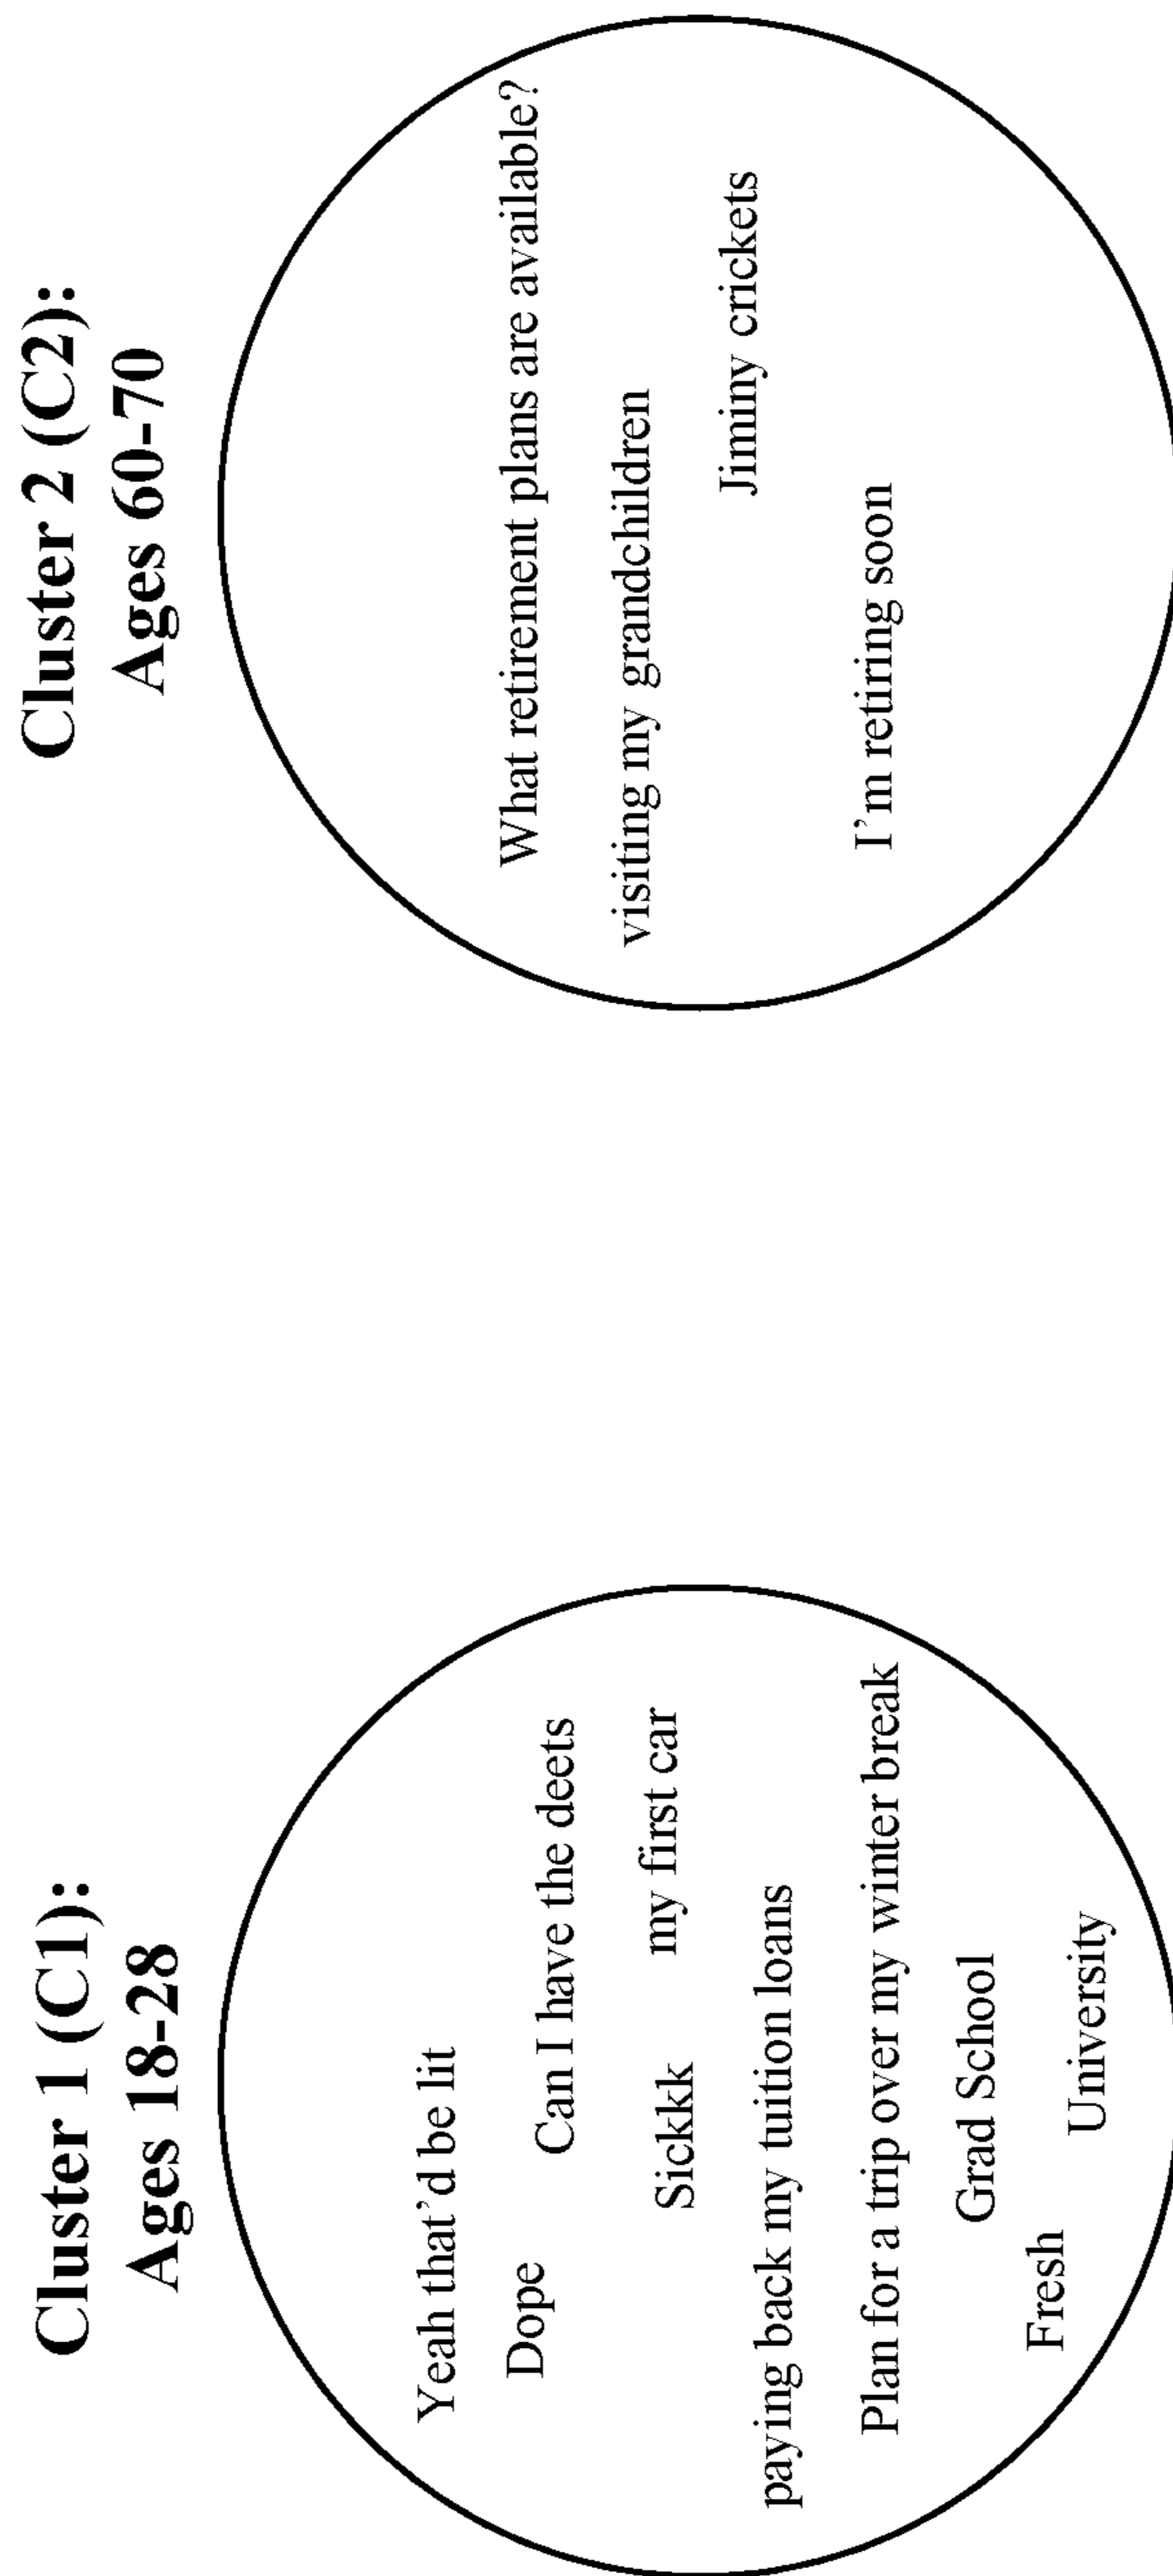 Cluster 1 (C1):
Ages 18-28
Yeah that'd be lit
Dope
Can I have the deets
Sickkk
my first car
paying back my tuition loans
Plan for a trip over my winter break
Grad School
Fresh
University
Cluster 2 (C2):
Ages 60-70
What retirement plans are available?
visiting my grandchildren
Jiminy crickets
I'm retiring soon